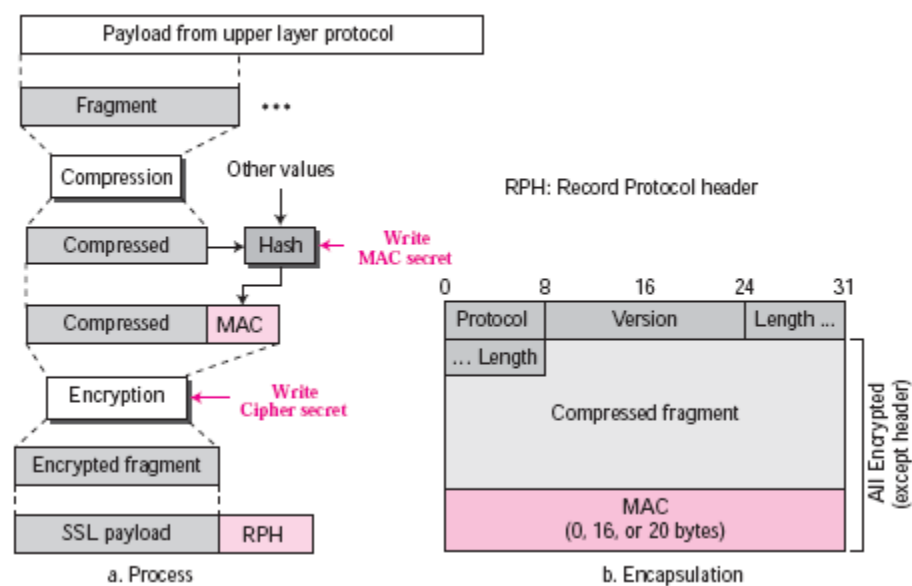 Payload from upper layer protocol
Fragment
•••
Compression
Other values
RPH: Record Protocol header
Compressed
Hash
Write
MAC secret
Compressed
MAC
Encryption
Write
Cipher secret
Encrypted fragment
SSL payload
RPH
a. Process
0 8 16 24 31
Protocol
Version
Length ...
... Length
Compressed fragment
MAC
(0, 16, or 20 bytes)
All Encrypted
(except header)
b. Encapsulation